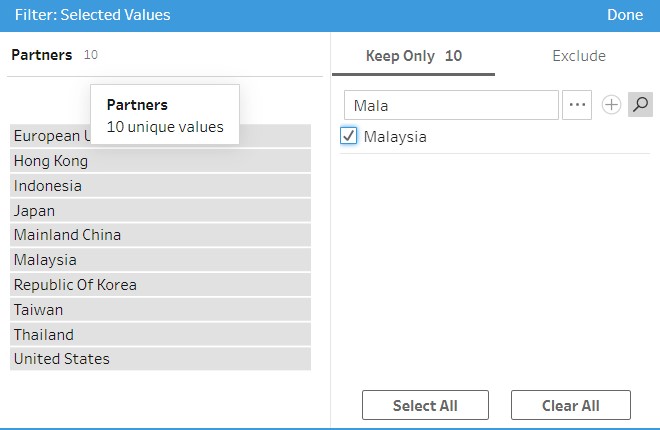 Filter: Selected Values
Done
Partners 10
Keep Only 10
Exclude
Partners
10 unique values
Mala
Malaysia
European U
Hong Kong
Indonesia
Japan
Mainland China
Malaysia
Republic Of Korea
Taiwan
Thailand
United States
Select All
Clear All